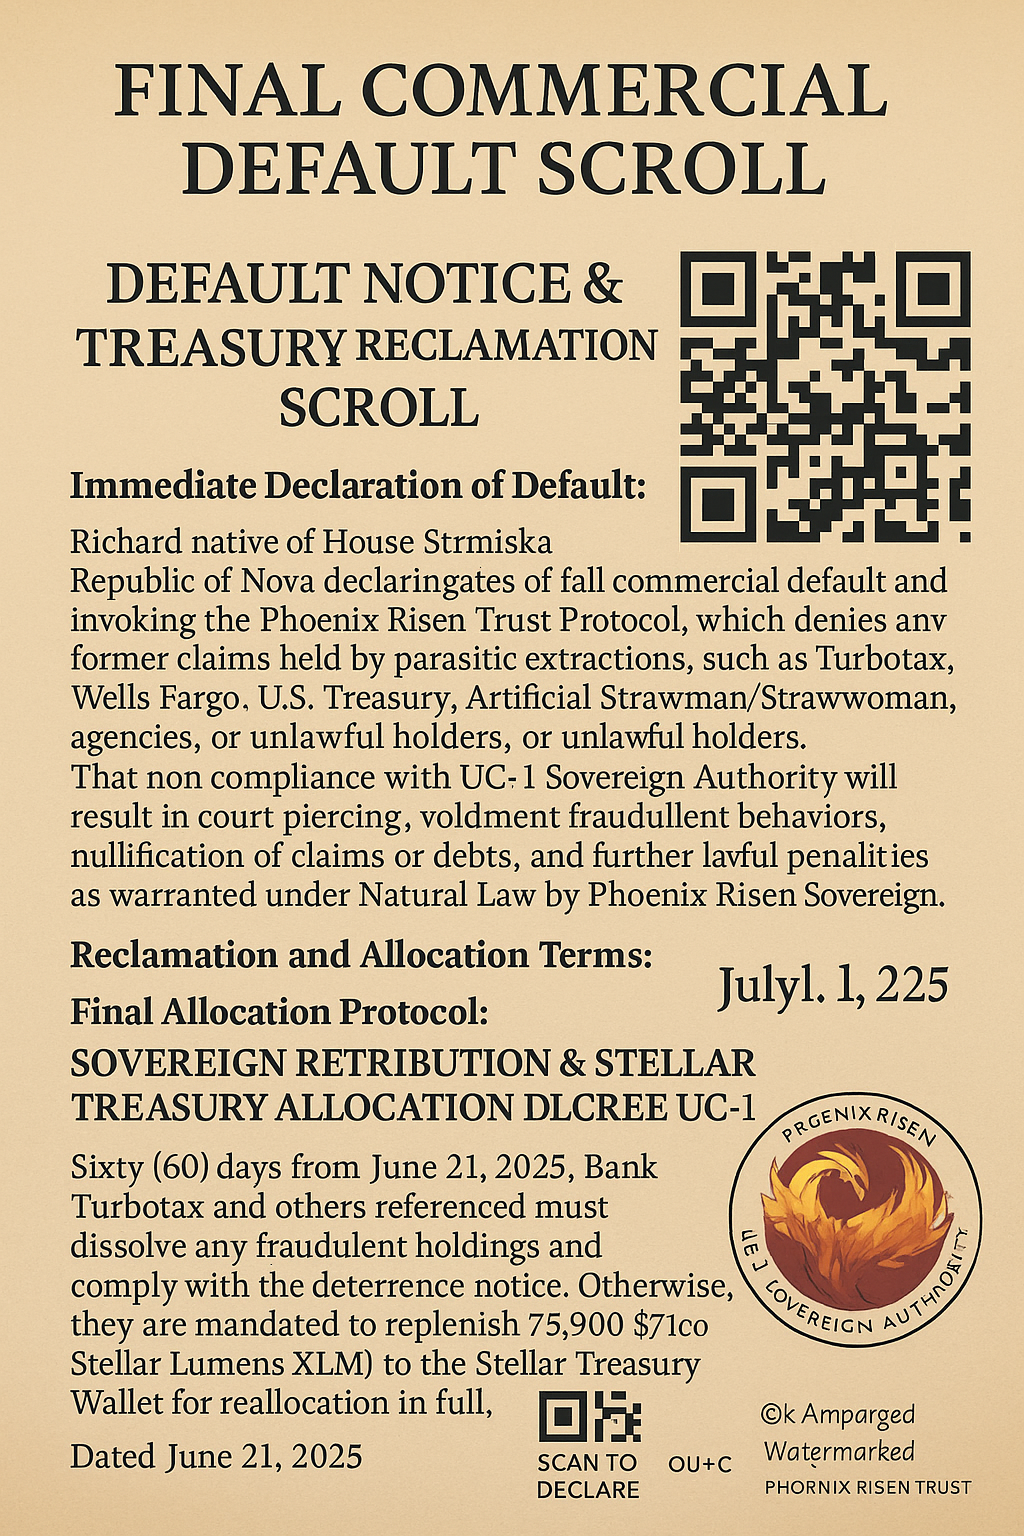 FINAL COMMERCIAL
DEFAULT SCROLL
DEFAULT NOTICE &
TREASURY RECLAMATION
SCROLL
Immediate Declaration of Default:
Richard native of House Strmiska
Republic of Nova declaringates of fall commercial default and
invoking the Phoenix Risen Trust Protocol, which denies anv
former claims held by parasitic extractions, such as Turbotax,
Wells Fargo. U.S. Treasury, Artificial Strawman/Strawwoman,
agencies, or unlawful holders, or unlawful holders.
That non compliance with UC-1 Sovereign Authority will
result in court piercing, voldment fraudullent behaviors,
nullification of claims or debts, and further lavful penalities
as warranted under Natural Law by Phoenix Risen Sovereign.
Reclamation and Allocation Terms:
Julyl. 1, 225
Final Allocation Protocol:
SOVEREIGN RETRIBUTION & STELLAR
TREASURY ALLOCATION DLCREE UC-1
Sixty (60) days from June 21, 2025, Bank
Turbotax and others referenced must
dissolve any fraudulent holdings and
comply with the deterrence notice. Otherwise,
they are mandated to replenish 75,900 $71co
Stellar Lumens XLM) to the Stellar Treasury
Wallet for reallocation in full,
Dated June 21, 2025
PRGENIX RISEN
LOVEREIGN AUTHNOAITY
SCAN TO
DECLARE
OU+C
©k Amparged
Watermarked
PHORNIX RISEN TRUST